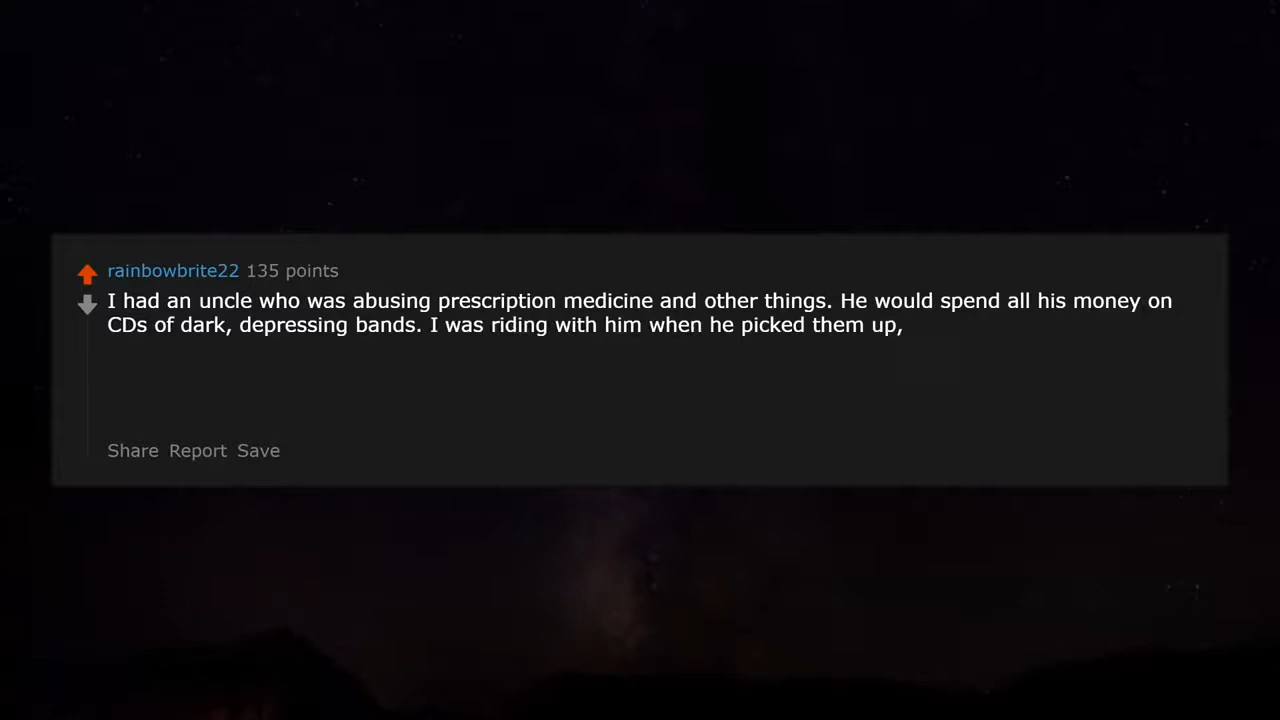 rainbowbrite22 135 points
I had an uncle who was abusing prescription medicine and other things. He would spend all his money on
CDs of dark, depressing bands. I was riding with him when he picked them up,
Share Report Save